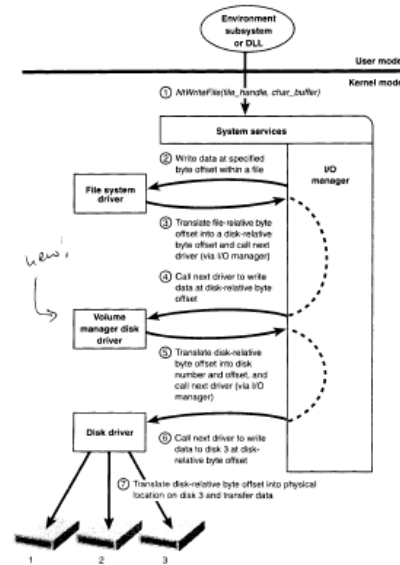 Environment
subsystem
or DLL
User mode
Kernel mode
① NtWriteFile(file_handle, char_buffer)
System services
② Write data at specified
byte offset within a file
I/O
manager
File system
driver
③ Translate file-relative byte
offset into a disk-relative
byte offset and call next
driver (via I/O manager)
④ Call next driver to write
data at disk-relative byte
offset
new!
Volume
manager disk
driver
⑤ Translate disk-relative
byte offset into disk
number and offset, and
call next driver (via I/O
manager)
Disk driver
⑥ Call next driver to write
data to disk 3 at disk-
relative byte offset
⑦ Translate disk-relative byte offset into physical
location on disk 3 and transfer data
1 2 3